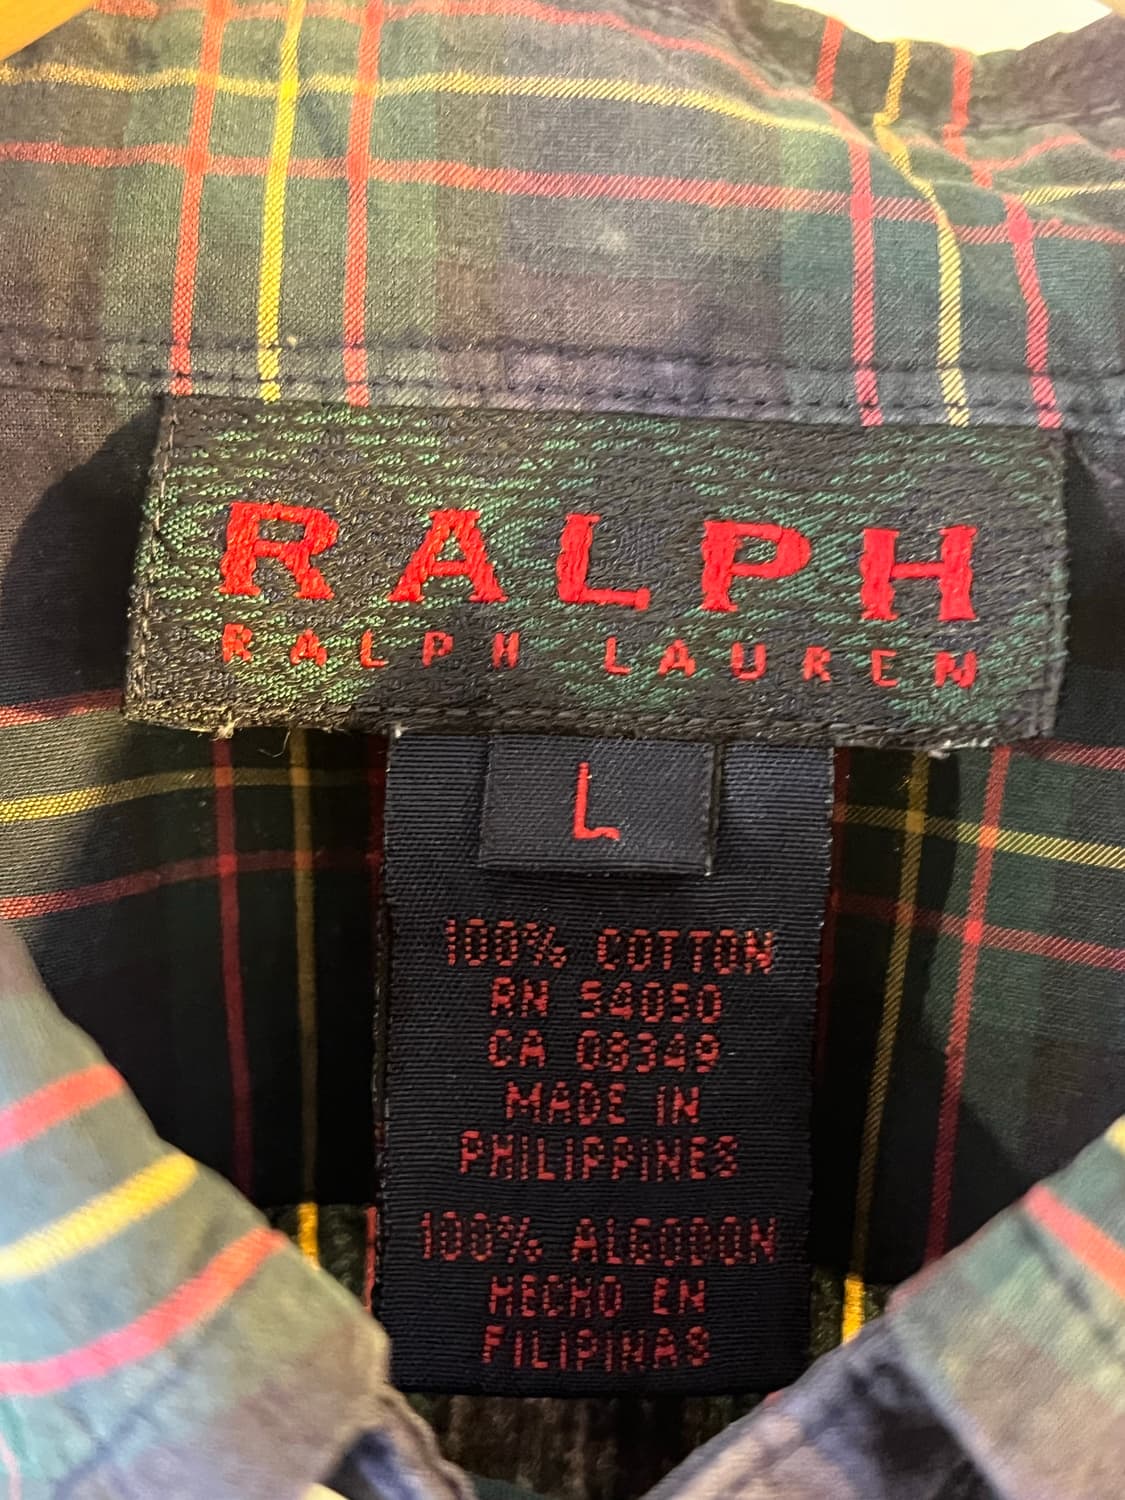 RALPH
RALPH LAUREN
L
100% COTTON
RN 54050
CA 08349
MADE IN
PHILIPPINES
100% ALGODON
HECHO EN
FILIPINAS